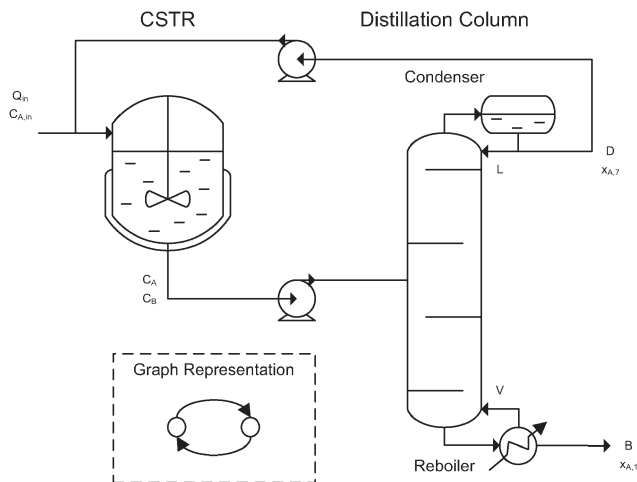 CSTR
Distillation Column
Condenser
Q_in
C_A,in
L
D
x_A,7
C_A
C_B
Graph Representation
V
B
x_A,1
Reboiler